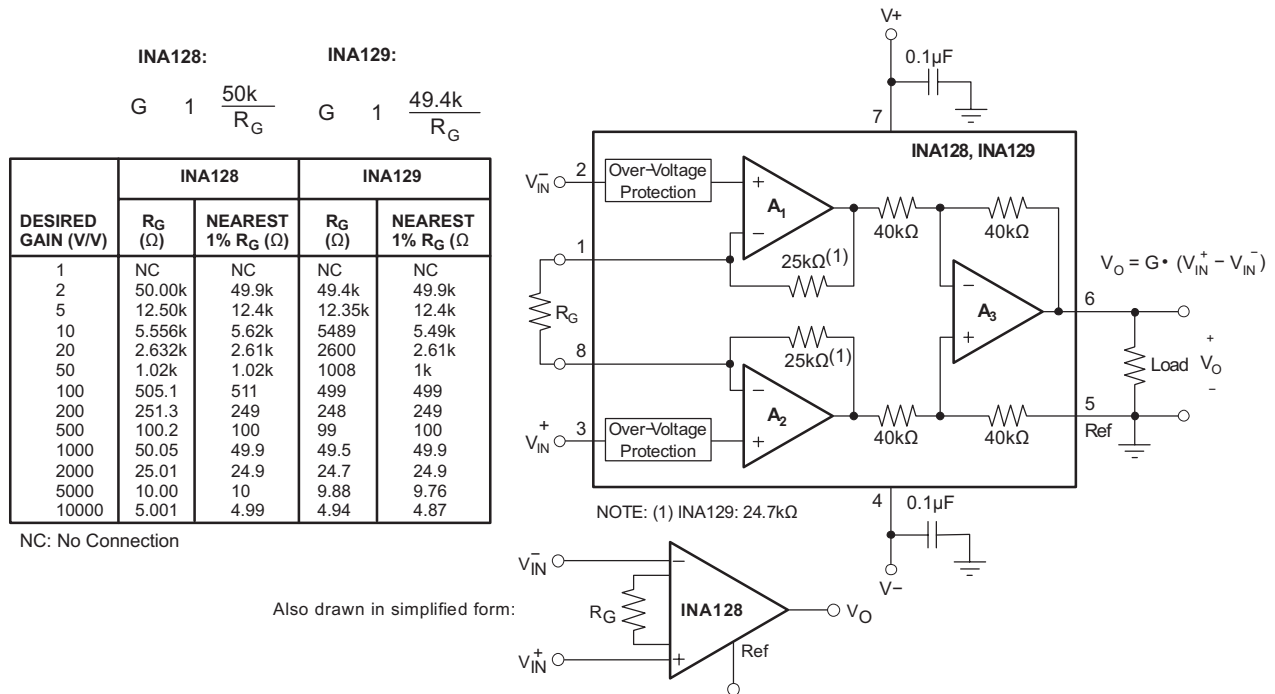 INA128: INA129:
G 1 50k
R_G
G 1 49.4k
R_G
INA128 INA129
DESIRED GAIN (V/V) R_G (Ω) NEAREST 1% R_G (Ω) R_G (Ω) NEAREST 1% R_G (Ω
1 NC NC NC NC
2 50.00k 49.9k 49.4k 49.9k
5 12.50k 12.4k 12.35k 12.4k
10 5.556k 5.62k 5489 5.49k
20 2.632k 2.61k 2600 2.61k
50 1.02k 1.02k 1008 1k
100 505.1 511 499 499
200 251.3 249 248 249
500 100.2 100 99 100
1000 50.05 49.9 49.5 49.9
2000 25.01 24.9 24.7 24.9
5000 10.00 10 9.88 9.76
10000 5.001 4.99 4.94 4.87
NC: No Connection
V+
0.1µF
7
INA128, INA129
V_IN^− 2 Over−Voltage
Protection
+
A_1
−
40kΩ 40kΩ
1
25kΩ(1)
R_G
−
A_3
+
6
V_O = G • (V_IN^+ − V_IN^−)
8
25kΩ(1)
Load
+
V_O
−
−
A_2
+
V_IN^+ 3 Over−Voltage
Protection
40kΩ 40kΩ
5
Ref
4
0.1µF
V−
NOTE: (1) INA129: 24.7kΩ
Also drawn in simplified form:
V_IN^−
−
R_G
INA128
V_O
+
V_IN^+
Ref